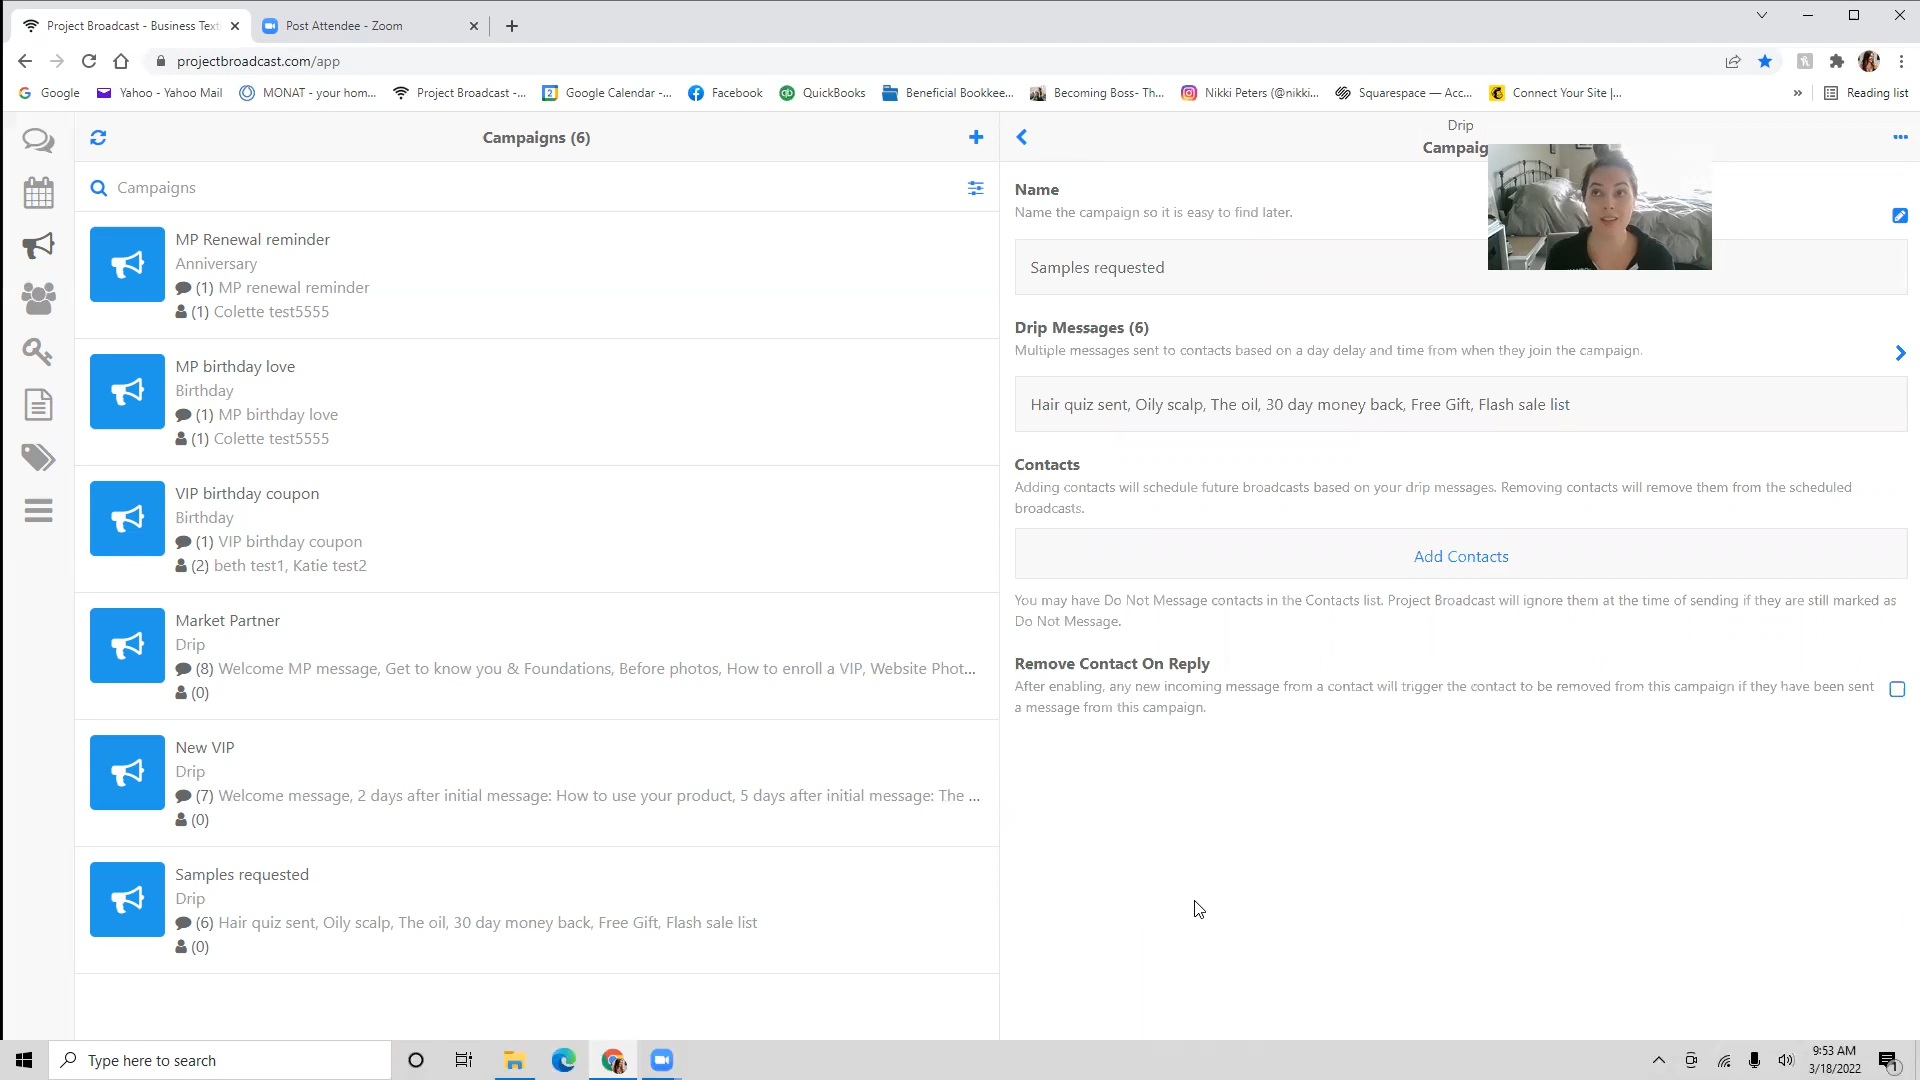 Project Broadcast - Business Texti
Post Attendee - Zoom
projectbroadcast.com/app
Google
Yahoo - Yahoo Mail
MONAT - your hom...
Project Broadcast -...
Google Calendar -...
Facebook
QuickBooks
Beneficial Bookkee...
Becoming Boss- Th...
Nikki Peters (@nikki...
Squarespace — Acc...
Connect Your Site |...
»
Reading list
Campaigns (6)
Campaigns
MP Renewal reminder
Anniversary
(1) MP renewal reminder
(1) Colette test5555
MP birthday love
Birthday
(1) MP birthday love
(1) Colette test5555
VIP birthday coupon
Birthday
(1) VIP birthday coupon
(2) beth test1, Katie test2
Market Partner
Drip
(8) Welcome MP message, Get to know you & Foundations, Before photos, How to enroll a VIP, Website Phot...
(0)
New VIP
Drip
(7) Welcome message, 2 days after initial message: How to use your product, 5 days after initial message: The ...
(0)
Samples requested
Drip
(6) Hair quiz sent, Oily scalp, The oil, 30 day money back, Free Gift, Flash sale list
(0)
Drip
Campaig
Name
Name the campaign so it is easy to find later.
Samples requested
Drip Messages (6)
Multiple messages sent to contacts based on a day delay and time from when they join the campaign.
Hair quiz sent, Oily scalp, The oil, 30 day money back, Free Gift, Flash sale list
Contacts
Adding contacts will schedule future broadcasts based on your drip messages. Removing contacts will remove them from the scheduled
broadcasts.
Add Contacts
You may have Do Not Message contacts in the Contacts list. Project Broadcast will ignore them at the time of sending if they are still marked as
Do Not Message.
Remove Contact On Reply
After enabling, any new incoming message from a contact will trigger the contact to be removed from this campaign if they have been sent
a message from this campaign.
Type here to search
9:53 AM
3/18/2022
1